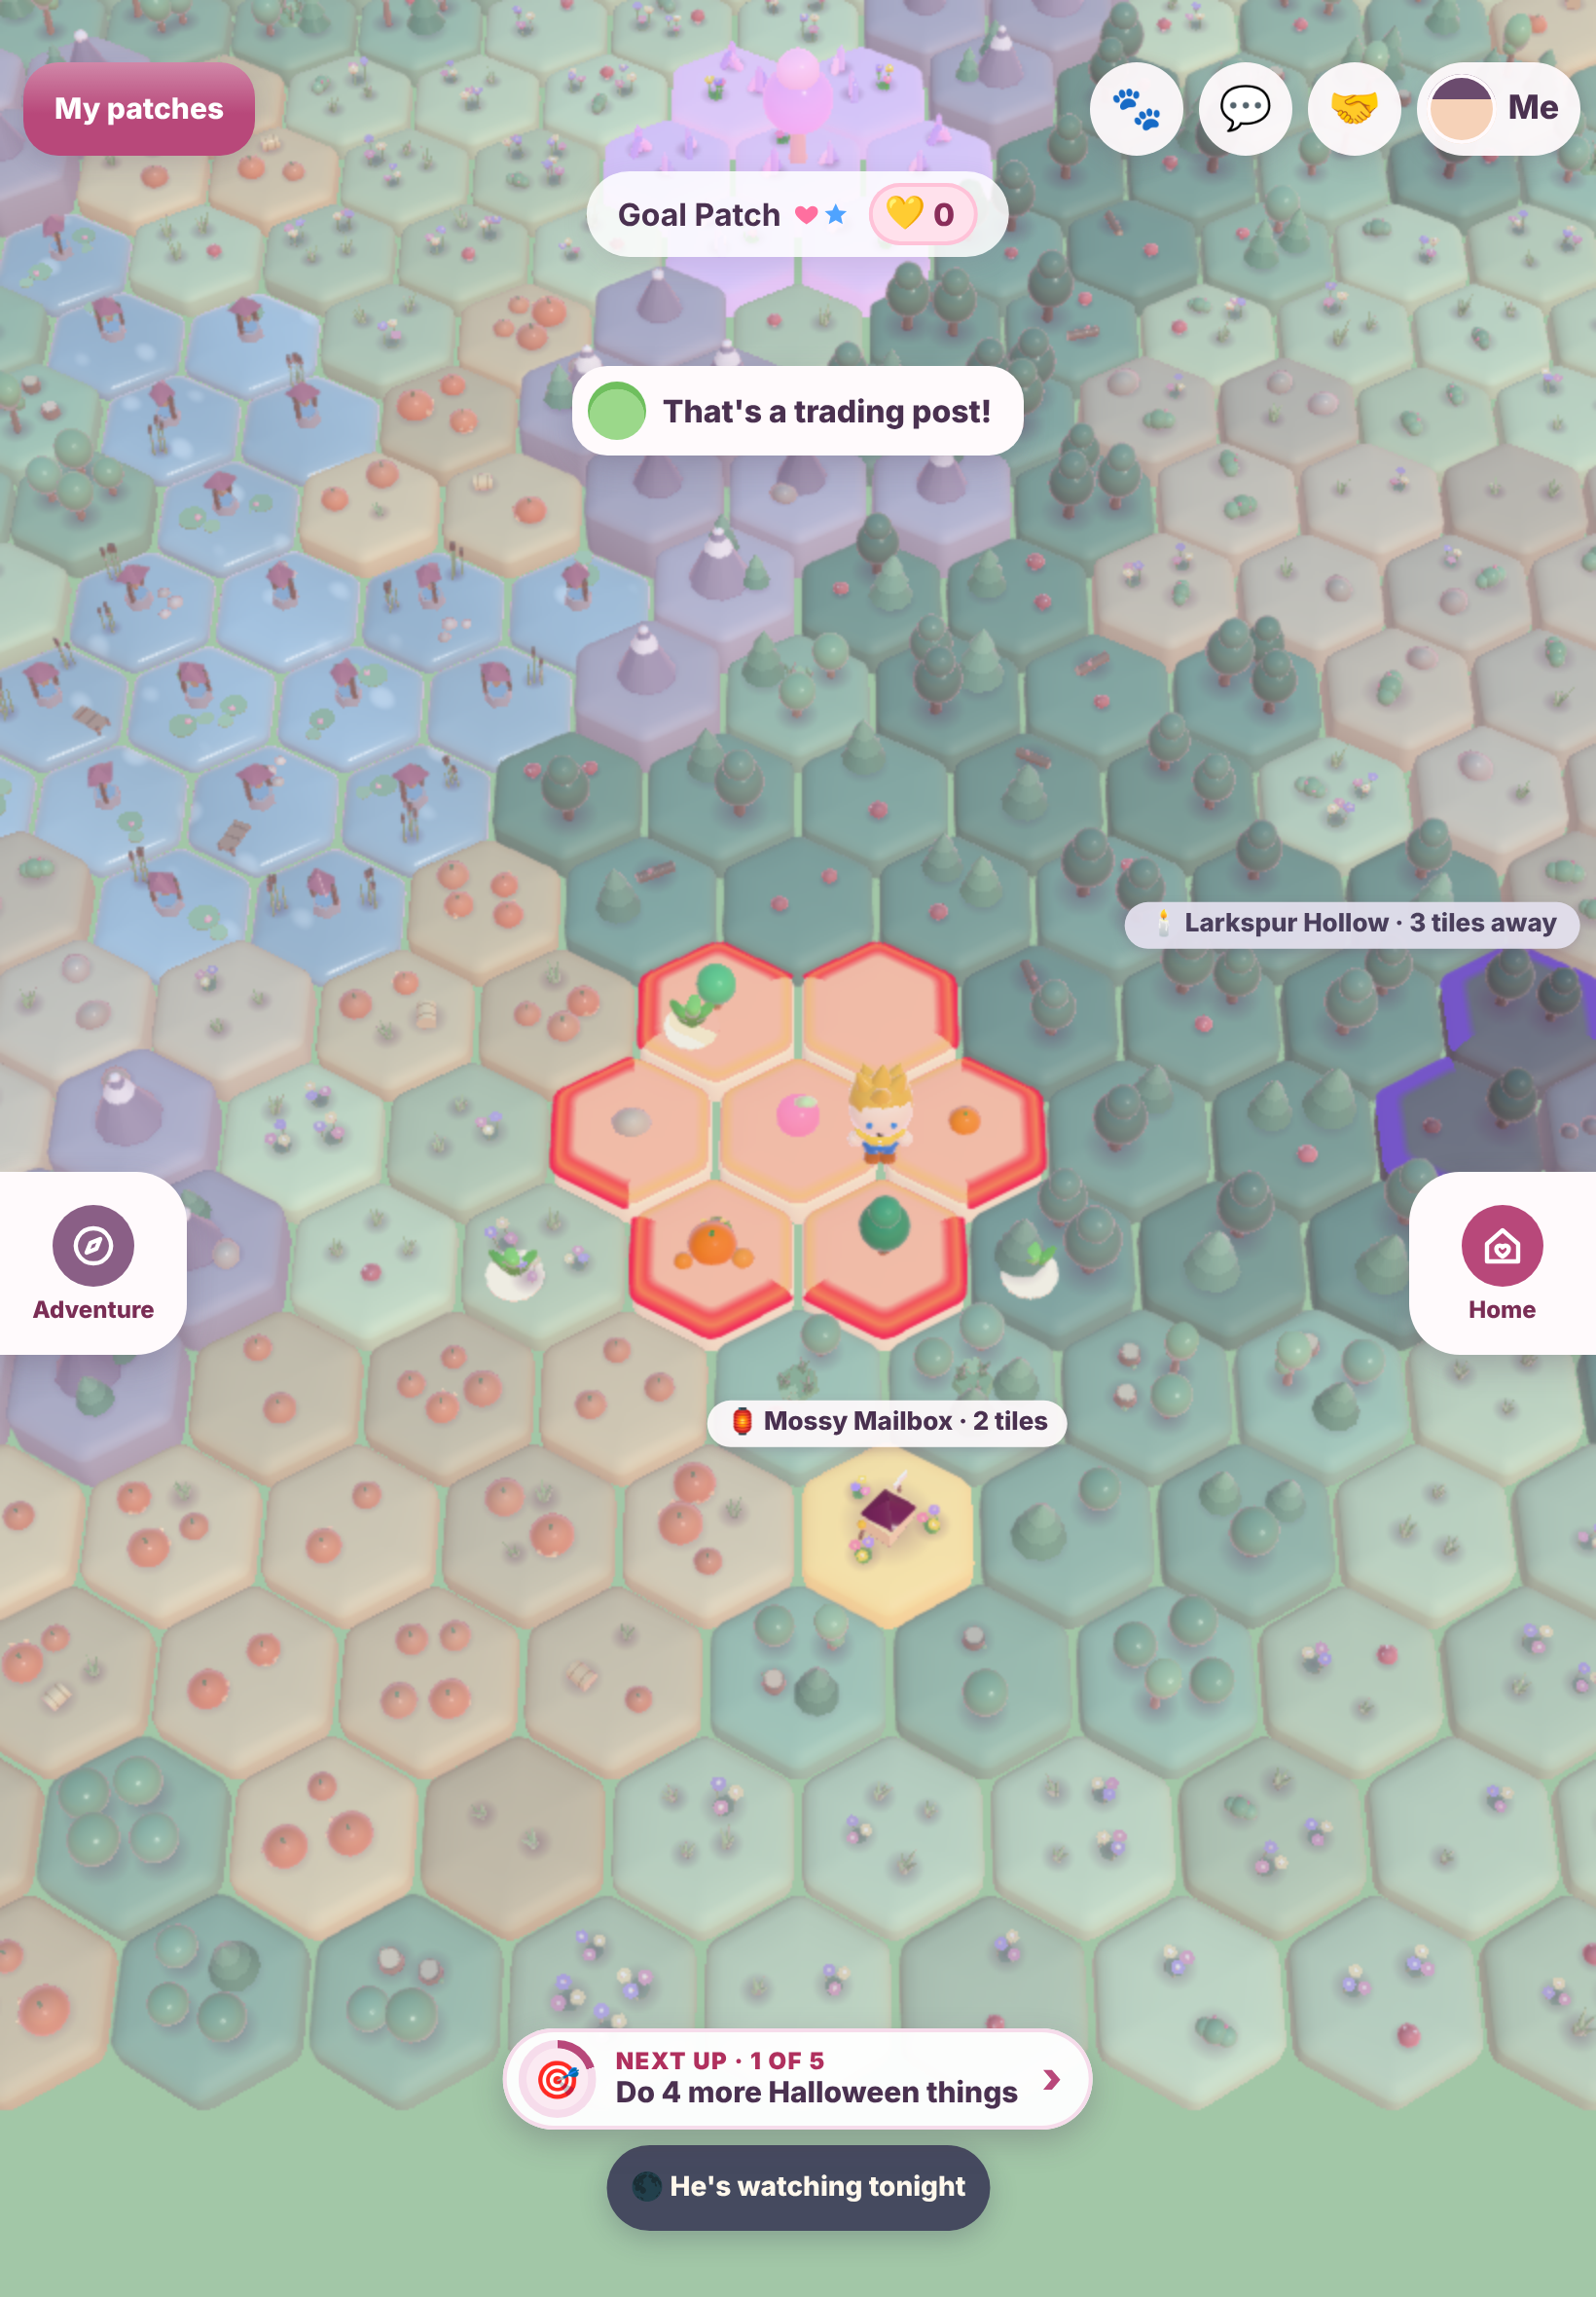 My patches
Me
Goal Patch 0
That's a trading post!
Larkspur Hollow · 3 tiles away
Adventure
Home
Mossy Mailbox · 2 tiles
NEXT UP · 1 OF 5
Do 4 more Halloween things
He's watching tonight